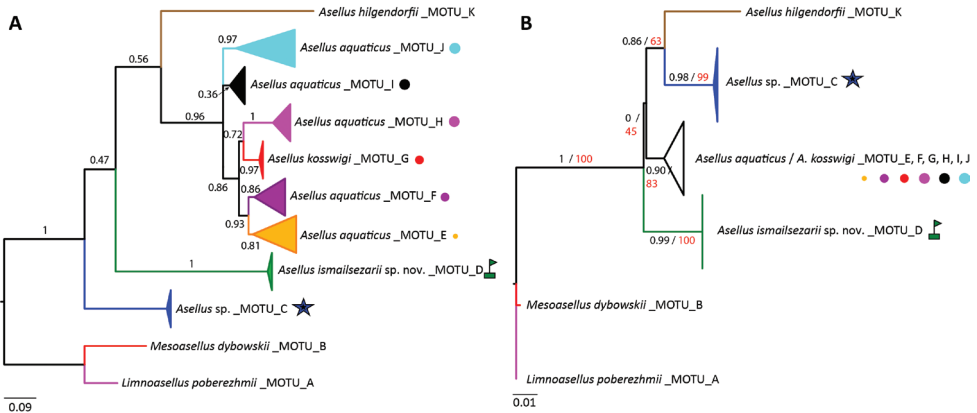 A
Asellus hilgendorfii _MOTU_K
0.97
Asellus aquaticus _MOTU_J
0.56
0.36
Asellus aquaticus _MOTU_I
0.96
1
Asellus aquaticus _MOTU_H
0.72
0.47
Asellus kosswigi _MOTU_G
0.97
0.86
0.86
Asellus aquaticus _MOTU_F
0.93
Asellus aquaticus _MOTU_E
0.81
1
1
Asellus ismailsezarii sp. nov. _MOTU_D
Asellus sp. _MOTU_C
Mesoasellus dybowskii _MOTU_B
Limnoasellus poberezhmii _MOTU_A
0.09
B
Asellus hilgendorfii _MOTU_K
0.86 / 63
0.98 / 99
Asellus sp. _MOTU_C
0 /
45
1 / 100
Asellus aquaticus / A. kosswigi _MOTU_E, F, G, H, I, J
0.90 /
83
Asellus ismailsezarii sp. nov. _MOTU_D
0.99 / 100
Mesoasellus dybowskii _MOTU_B
Limnoasellus poberezhmii _MOTU_A
0.01